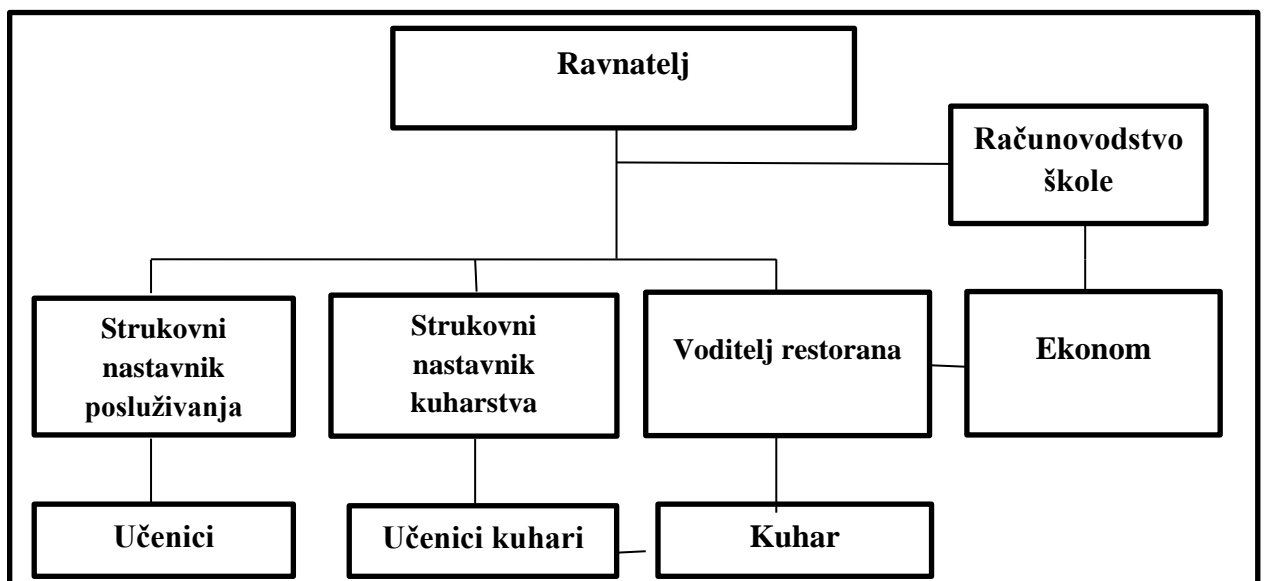 Ravnatelj
Računovodstvo
škole
Strukovni
nastavnik
posluživanja
Strukovni
nastavnik
kuharstva
Voditelj restorana
Ekonom
Učenici
Učenici kuhari
Kuhar